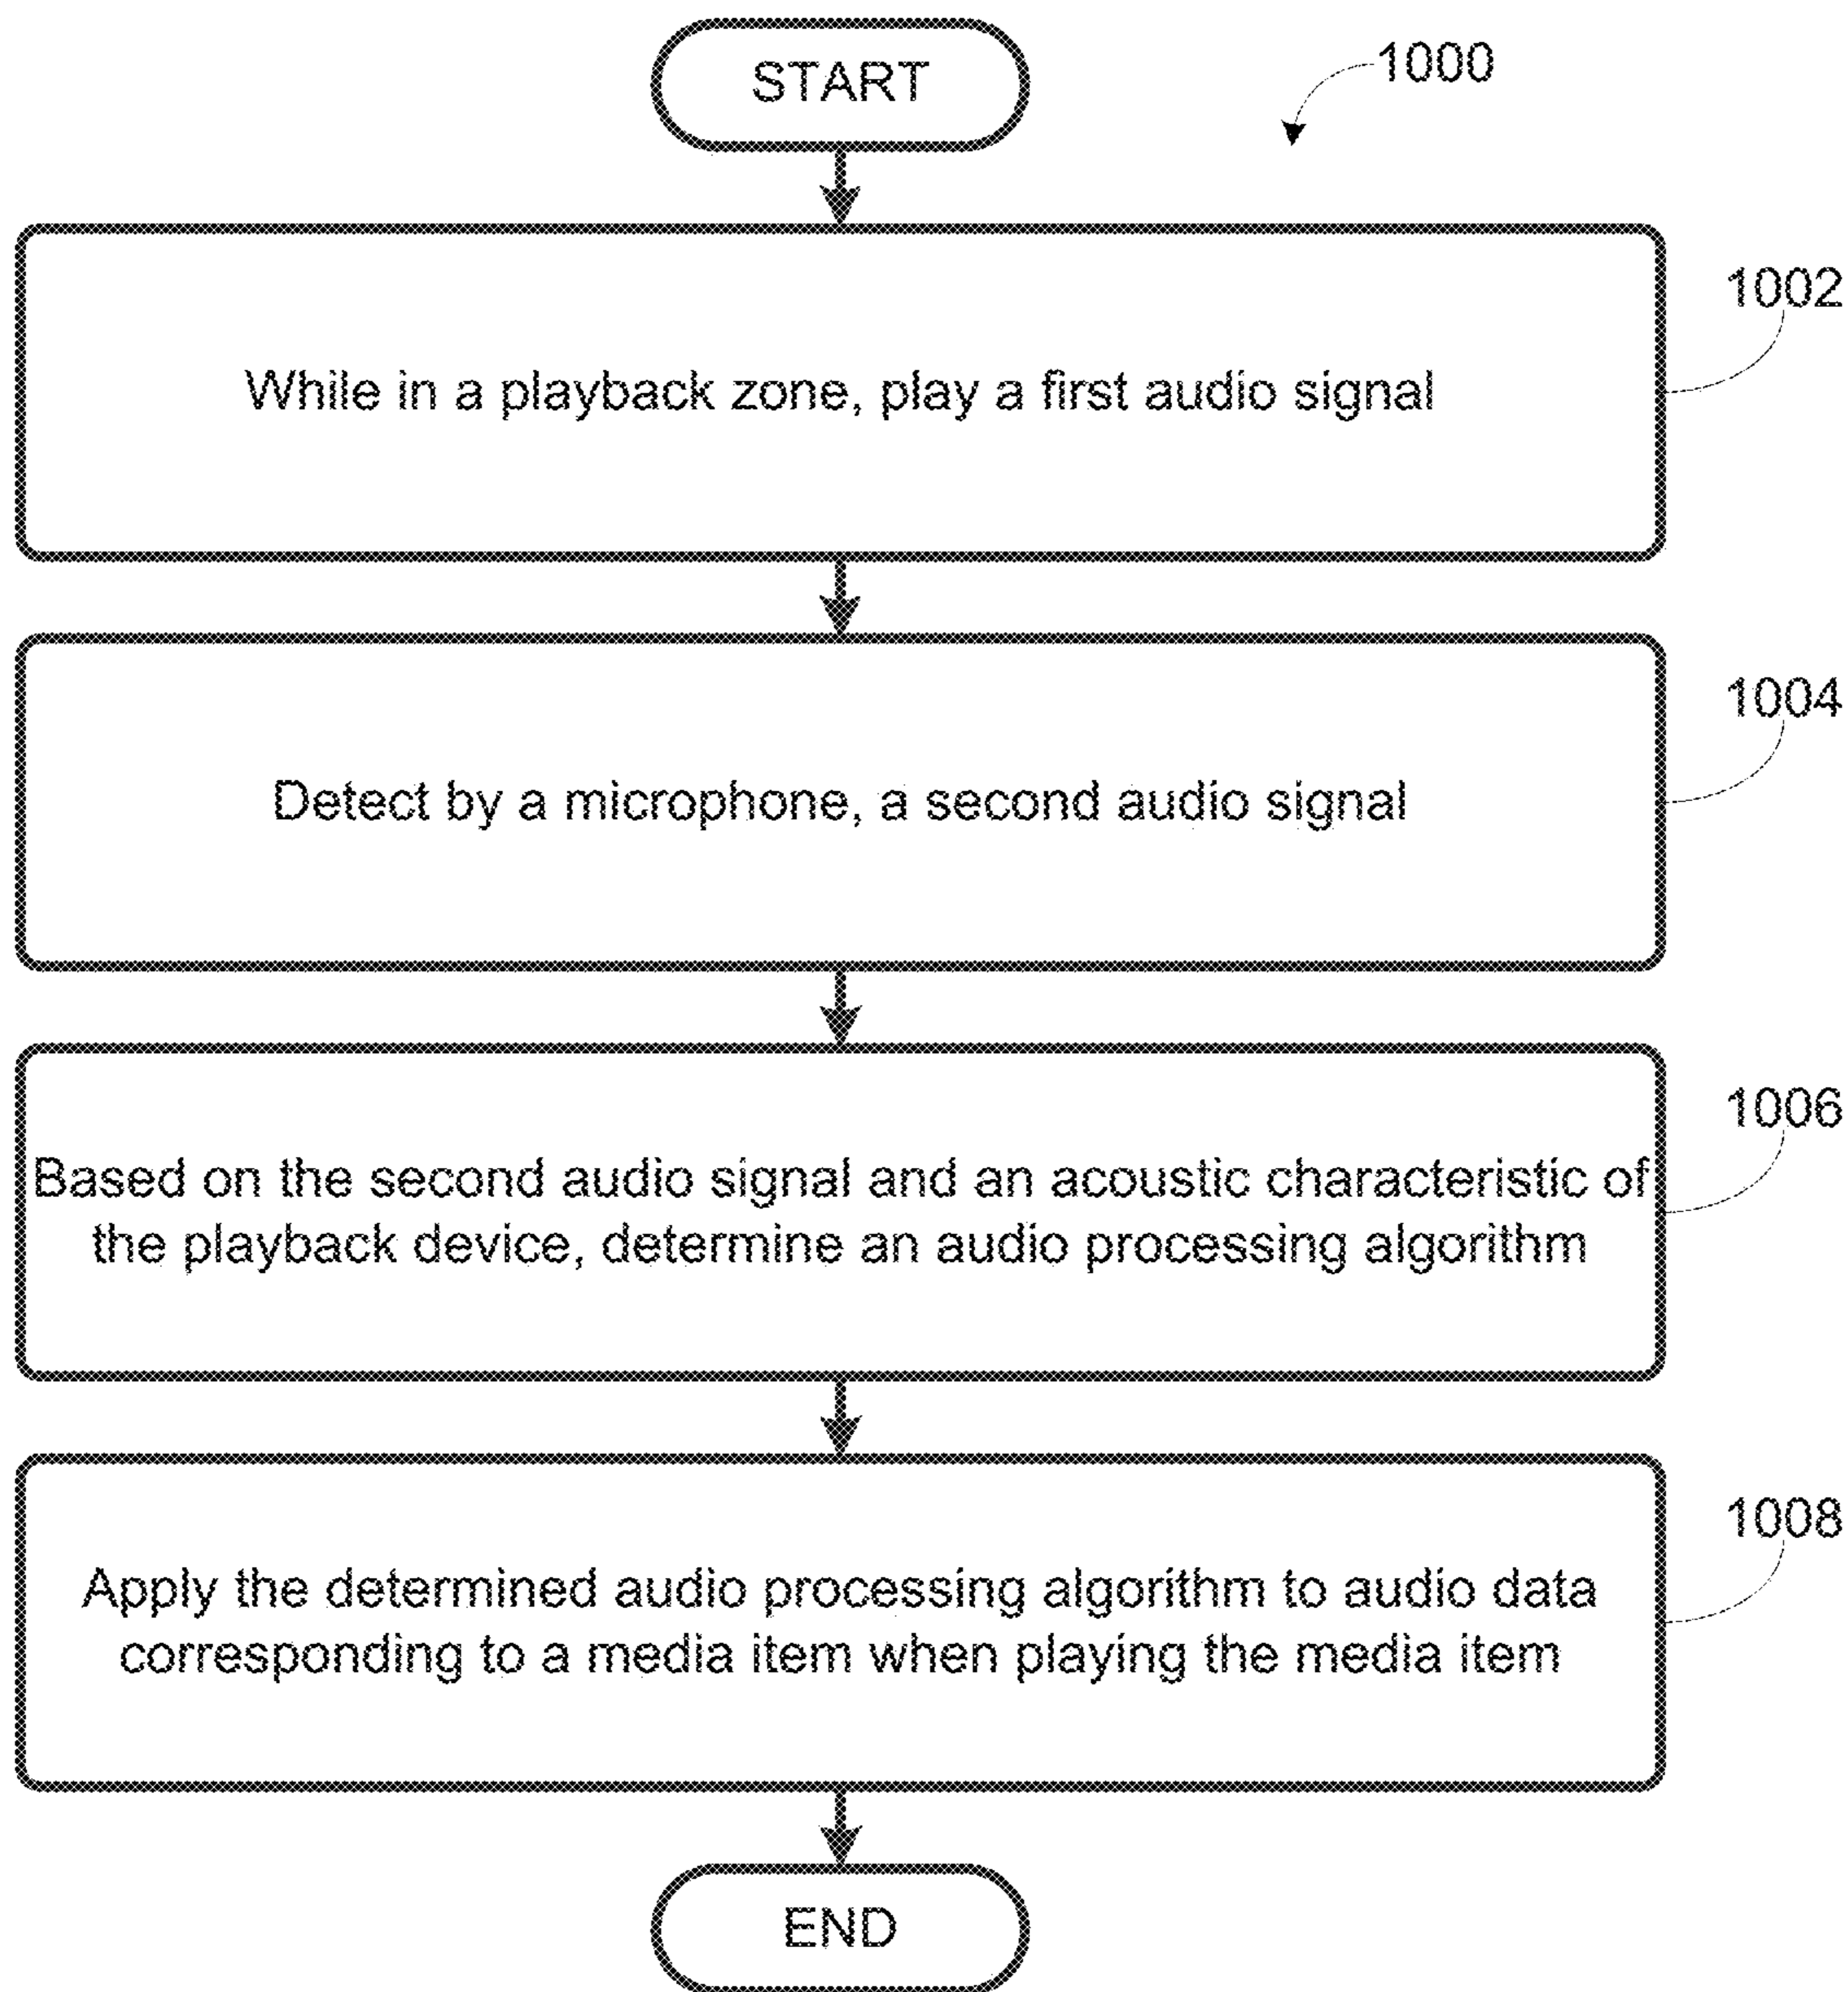 START
1000
1002
While in a playback zone, play a first audio signal
1004
Detect by a microphone, a second audio signal
1006
Based on the second audio signal and an acoustic characteristic of
the playback device, determine an audio processing algorithm
1008
Apply the determined audio processing algorithm to audio data
corresponding to a media item when playing the media item
END